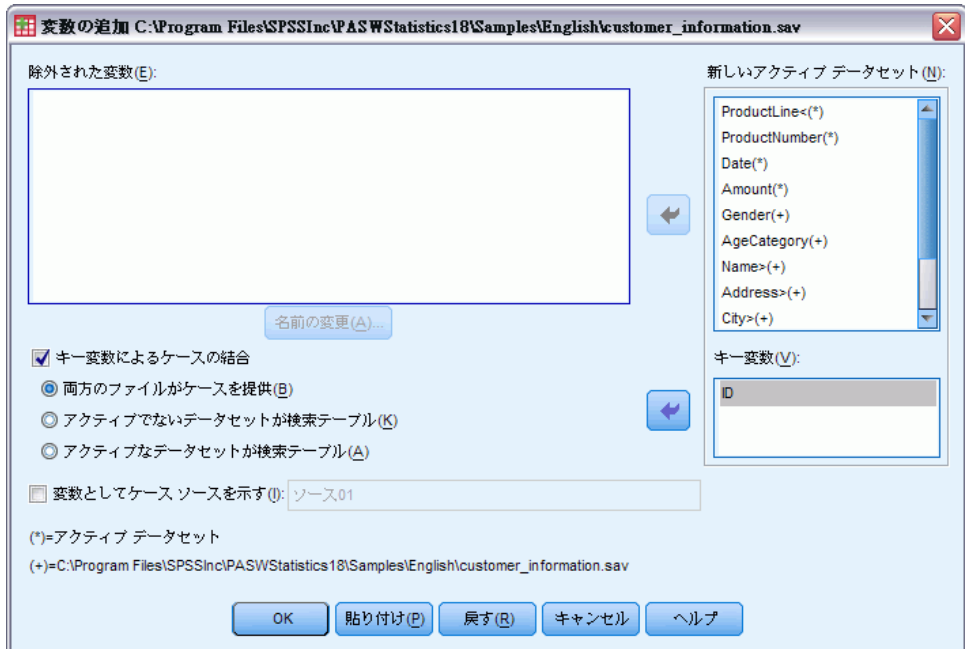 変数の追加 C:\Program Files\SPSSInc\PASWStatistics18\Samples\English\customer_information.sav
除外された変数(E):
新しいアクティブ データセット(N):
ProductLine<(*)
ProductNumber(*)
Date(*)
Amount(*)
Gender(+)
AgeCategory(+)
Name>(+)
Address>(+)
City>(+)
名前の変更(A)...
キー変数によるケースの結合
両方のファイルがケースを提供(B)
アクティブでないデータセットが検索テーブル(K)
アクティブなデータセットが検索テーブル(A)
キー変数(V):
ID
変数としてケース ソースを示す(I):
ソース01
(*)=アクティブ データセット
(+)=C:\Program Files\SPSSInc\PASWStatistics18\Samples\English\customer_information.sav
OK
貼り付け(P)
戻す(R)
キャンセル
ヘルプ